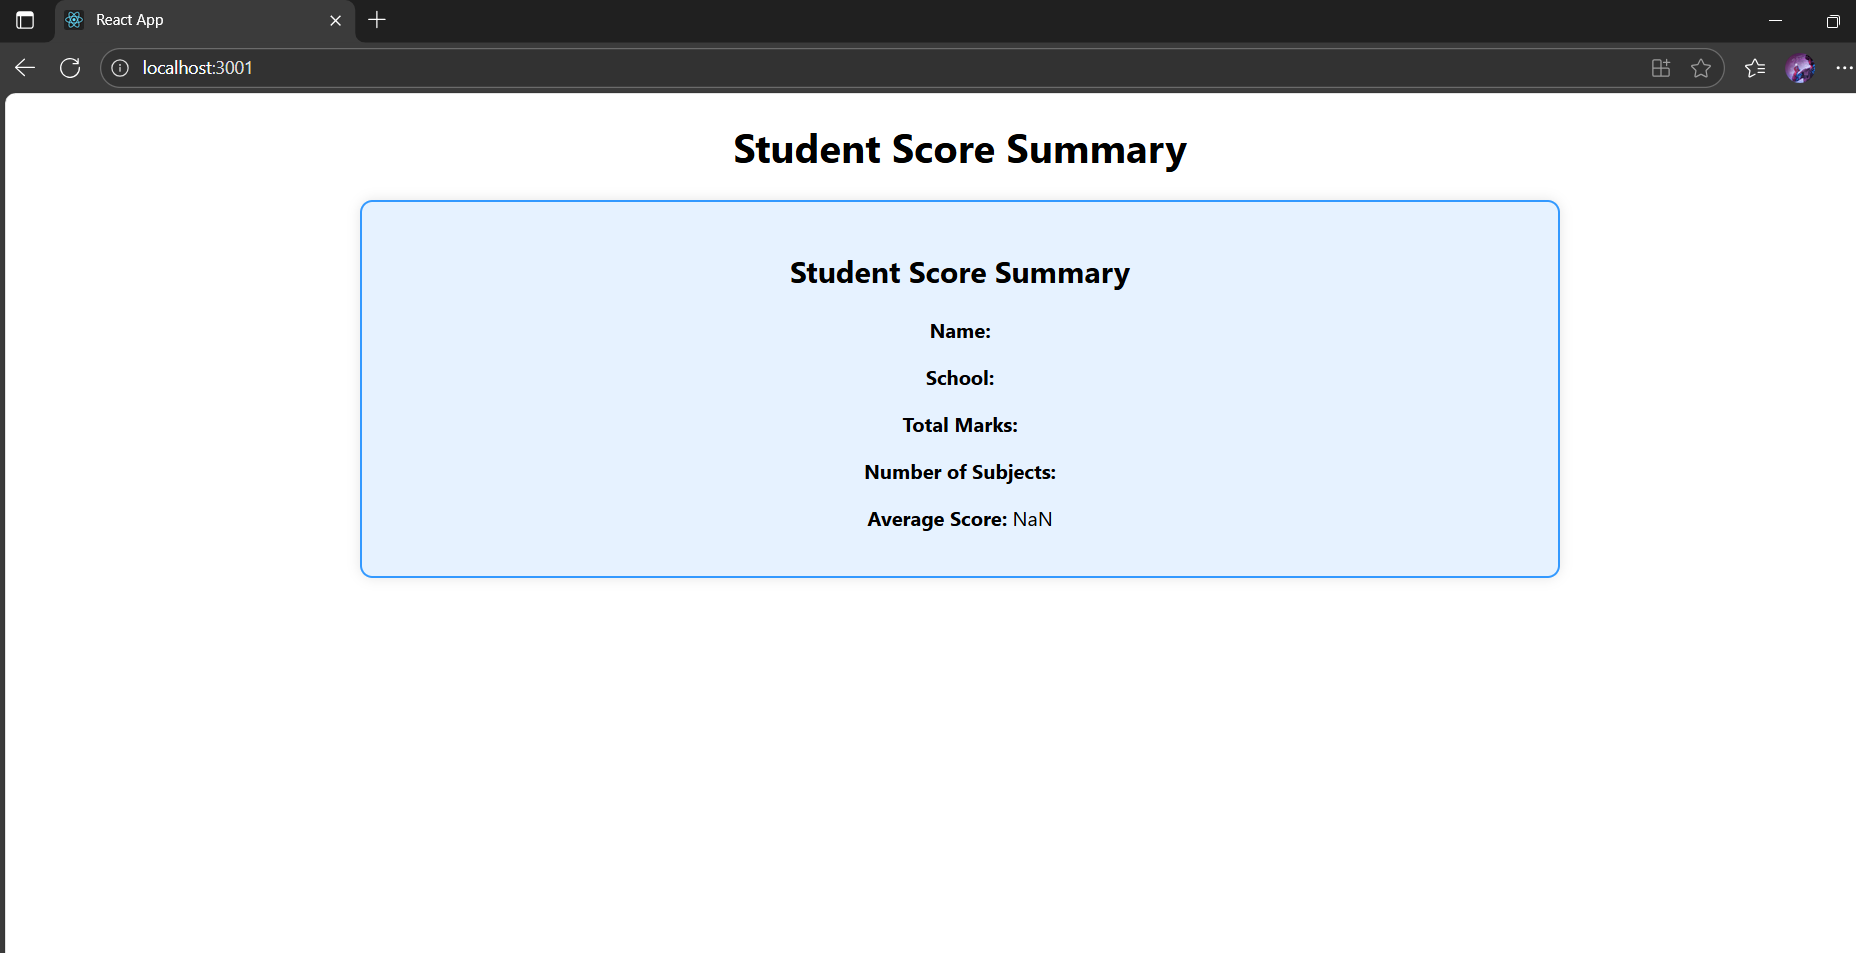 React App
localhost:3001
Student Score Summary
Student Score Summary
Name:
School:
Total Marks:
Number of Subjects:
Average Score: NaN